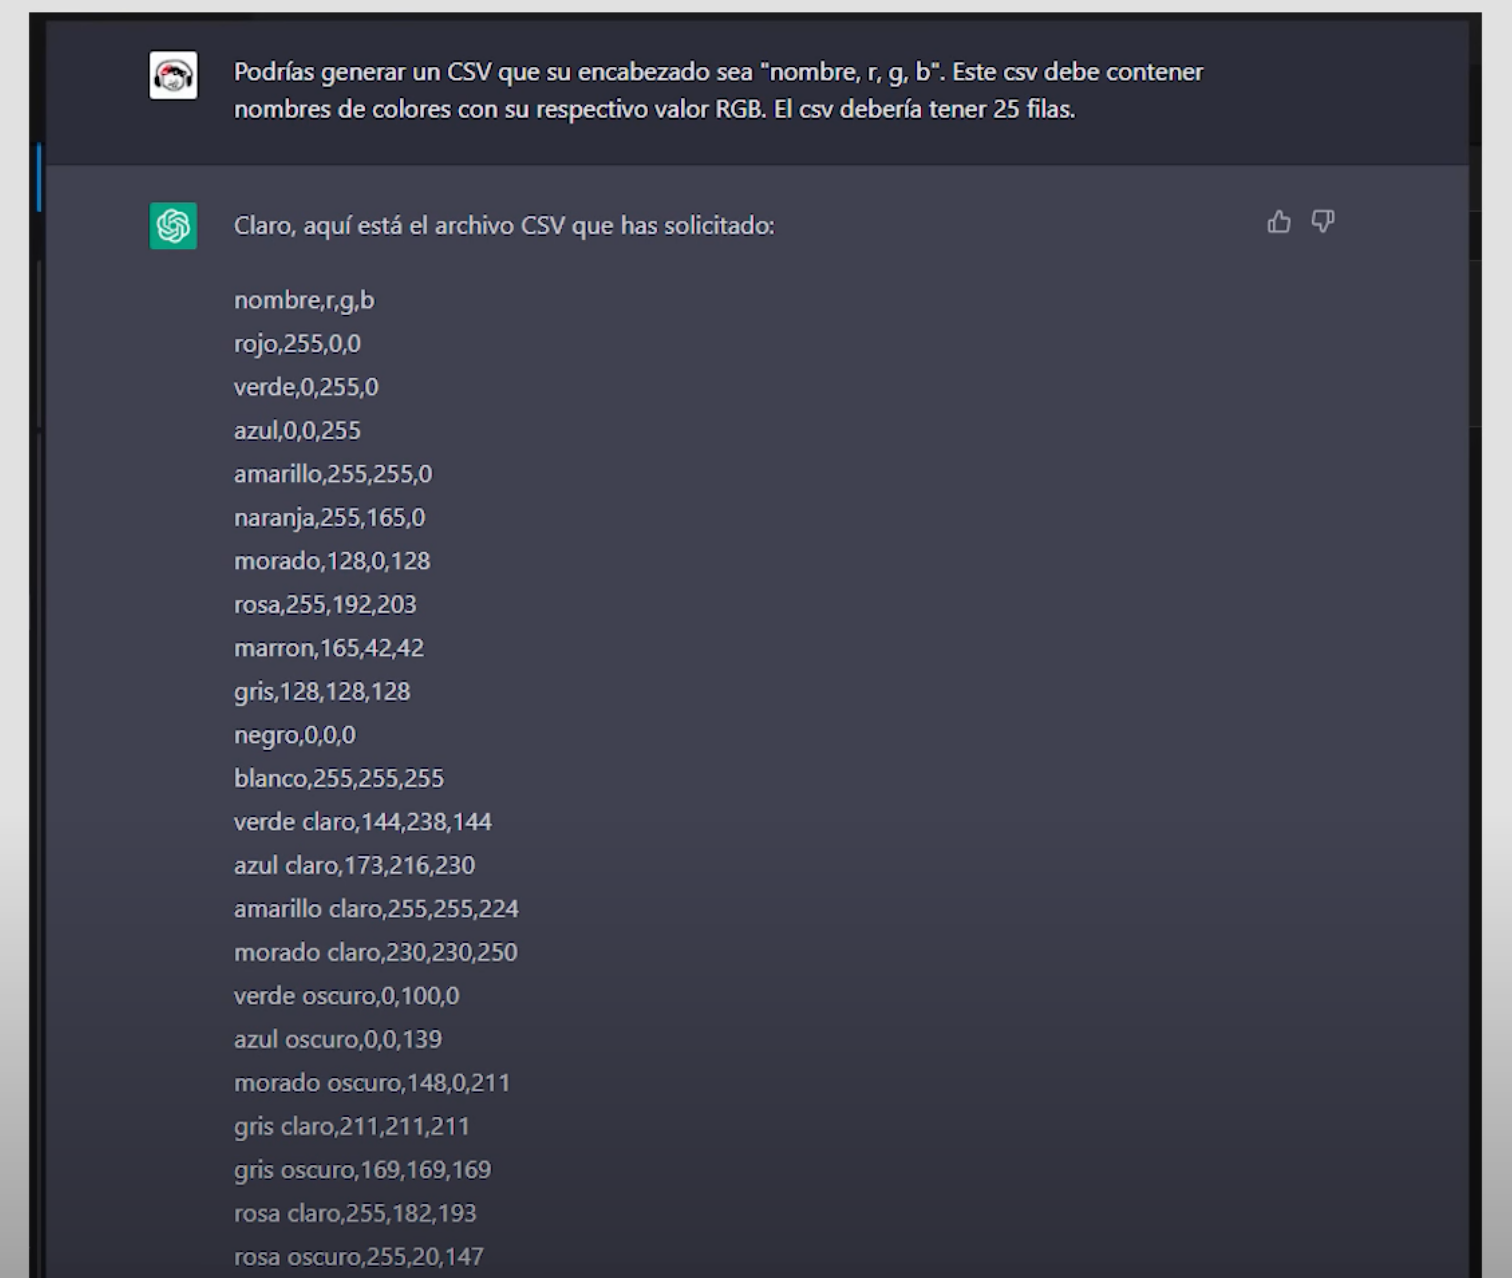 Podrías generar un CSV que su encabezado sea "nombre, r, g, b". Este csv debe contener
nombres de colores con su respectivo valor RGB. El csv debería tener 25 filas.
Claro, aquí está el archivo CSV que has solicitado:
nombre,r,g,b
rojo,255,0,0
verde,0,255,0
azul,0,0,255
amarillo,255,255,0
naranja,255,165,0
morado,128,0,128
rosa,255,192,203
marron,165,42,42
gris,128,128,128
negro,0,0,0
blanco,255,255,255
verde claro,144,238,144
azul claro,173,216,230
amarillo claro,255,255,224
morado claro,230,230,250
verde oscuro,0,100,0
azul oscuro,0,0,139
morado oscuro,148,0,211
gris claro,211,211,211
gris oscuro,169,169,169
rosa claro,255,182,193
rosa oscuro,255,20,147